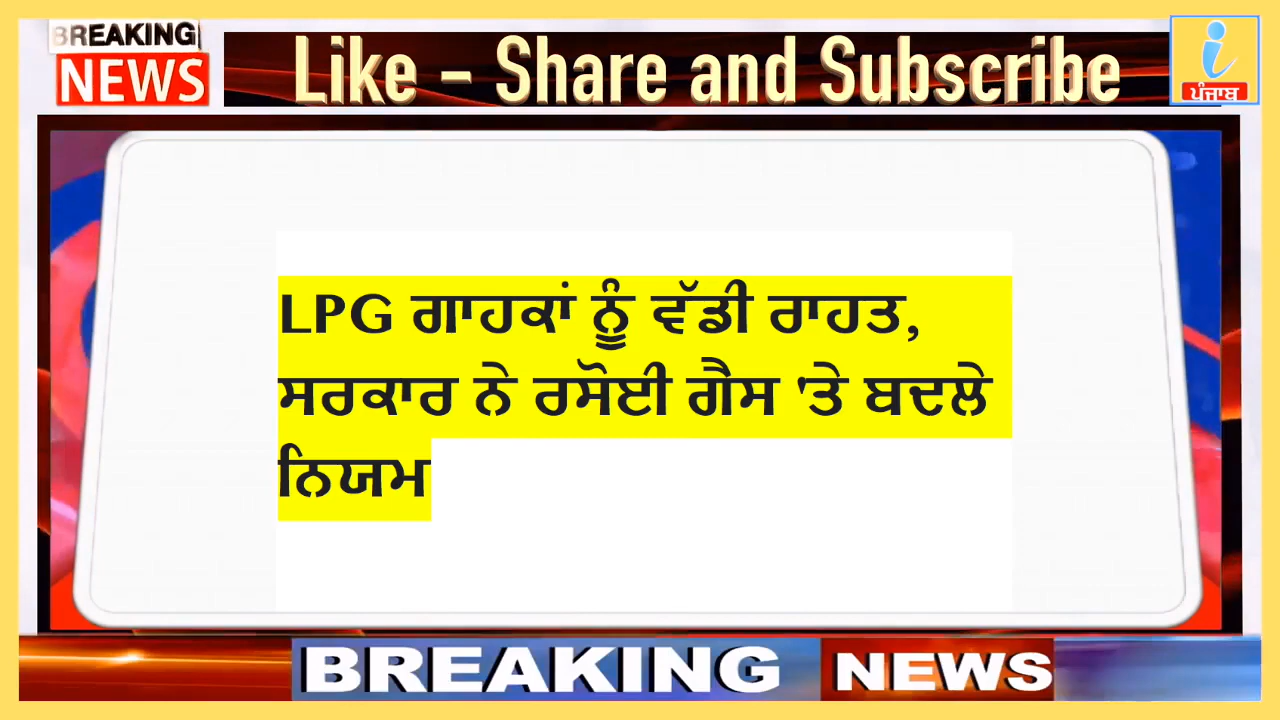 BREAKING
NEWS
Like – Share and Subscribe
i
ਪੰਜਾਬ
LPG ਗਾਹਕਾਂ ਨੂੰ ਵੱਡੀ ਰਾਹਤ,
ਸਰਕਾਰ ਨੇ ਰਸੋਈ ਗੈਸ 'ਤੇ ਬਦਲੇ
ਨਿਯਮ
BREAKING NEWS